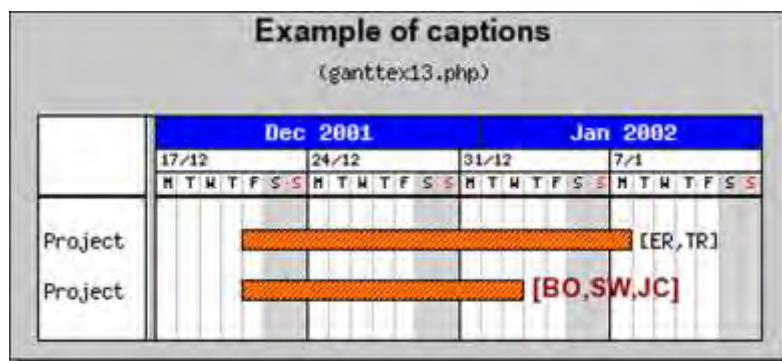 Example of captions
(ganttex13.php)
Dec 2001 Jan 2002
17/12 24/12 31/12 7/1
M T W T F S S M T W T F S S M T W T F S S M T W T F S S
Project [ER,TR]
Project [BO,SW,JC]